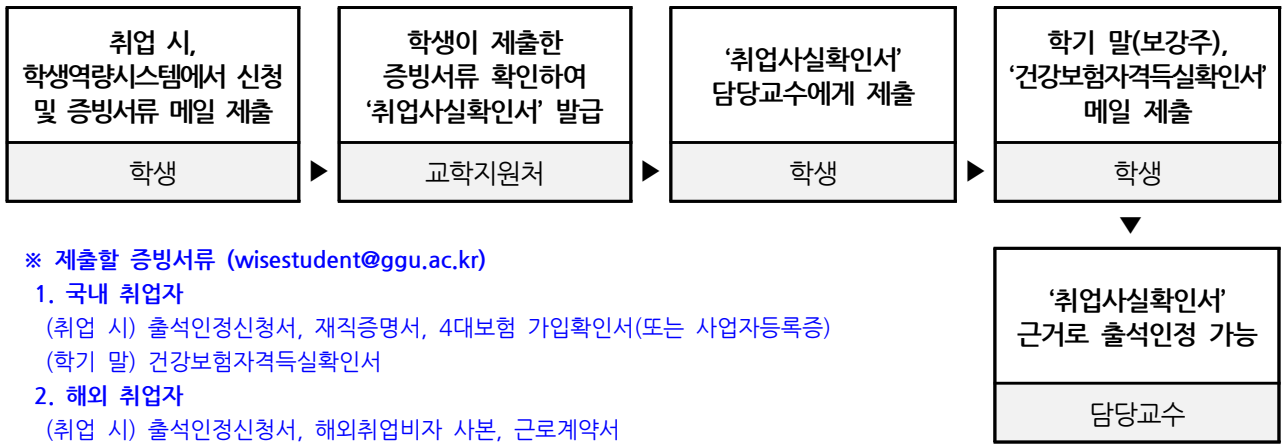 취업 시,
학생역량시스템에서 신청
및 증빙서류 메일 제출
학생
▶
학생이 제출한
증빙서류 확인하여
‘취업사실확인서’ 발급
교학지원처
▶
‘취업사실확인서’
담당교수에게 제출
학생
▶
학기 말(보강주),
‘건강보험자격득실확인서’
메일 제출
학생
▼
‘취업사실확인서’
근거로 출석인정 가능
담당교수
※ 제출할 증빙서류 (wisestudent@ggu.ac.kr)
1. 국내 취업자
(취업 시) 출석인정신청서, 재직증명서, 4대보험 가입확인서(또는 사업자등록증)
(학기 말) 건강보험자격득실확인서
2. 해외 취업자
(취업 시) 출석인정신청서, 해외취업비자 사본, 근로계약서